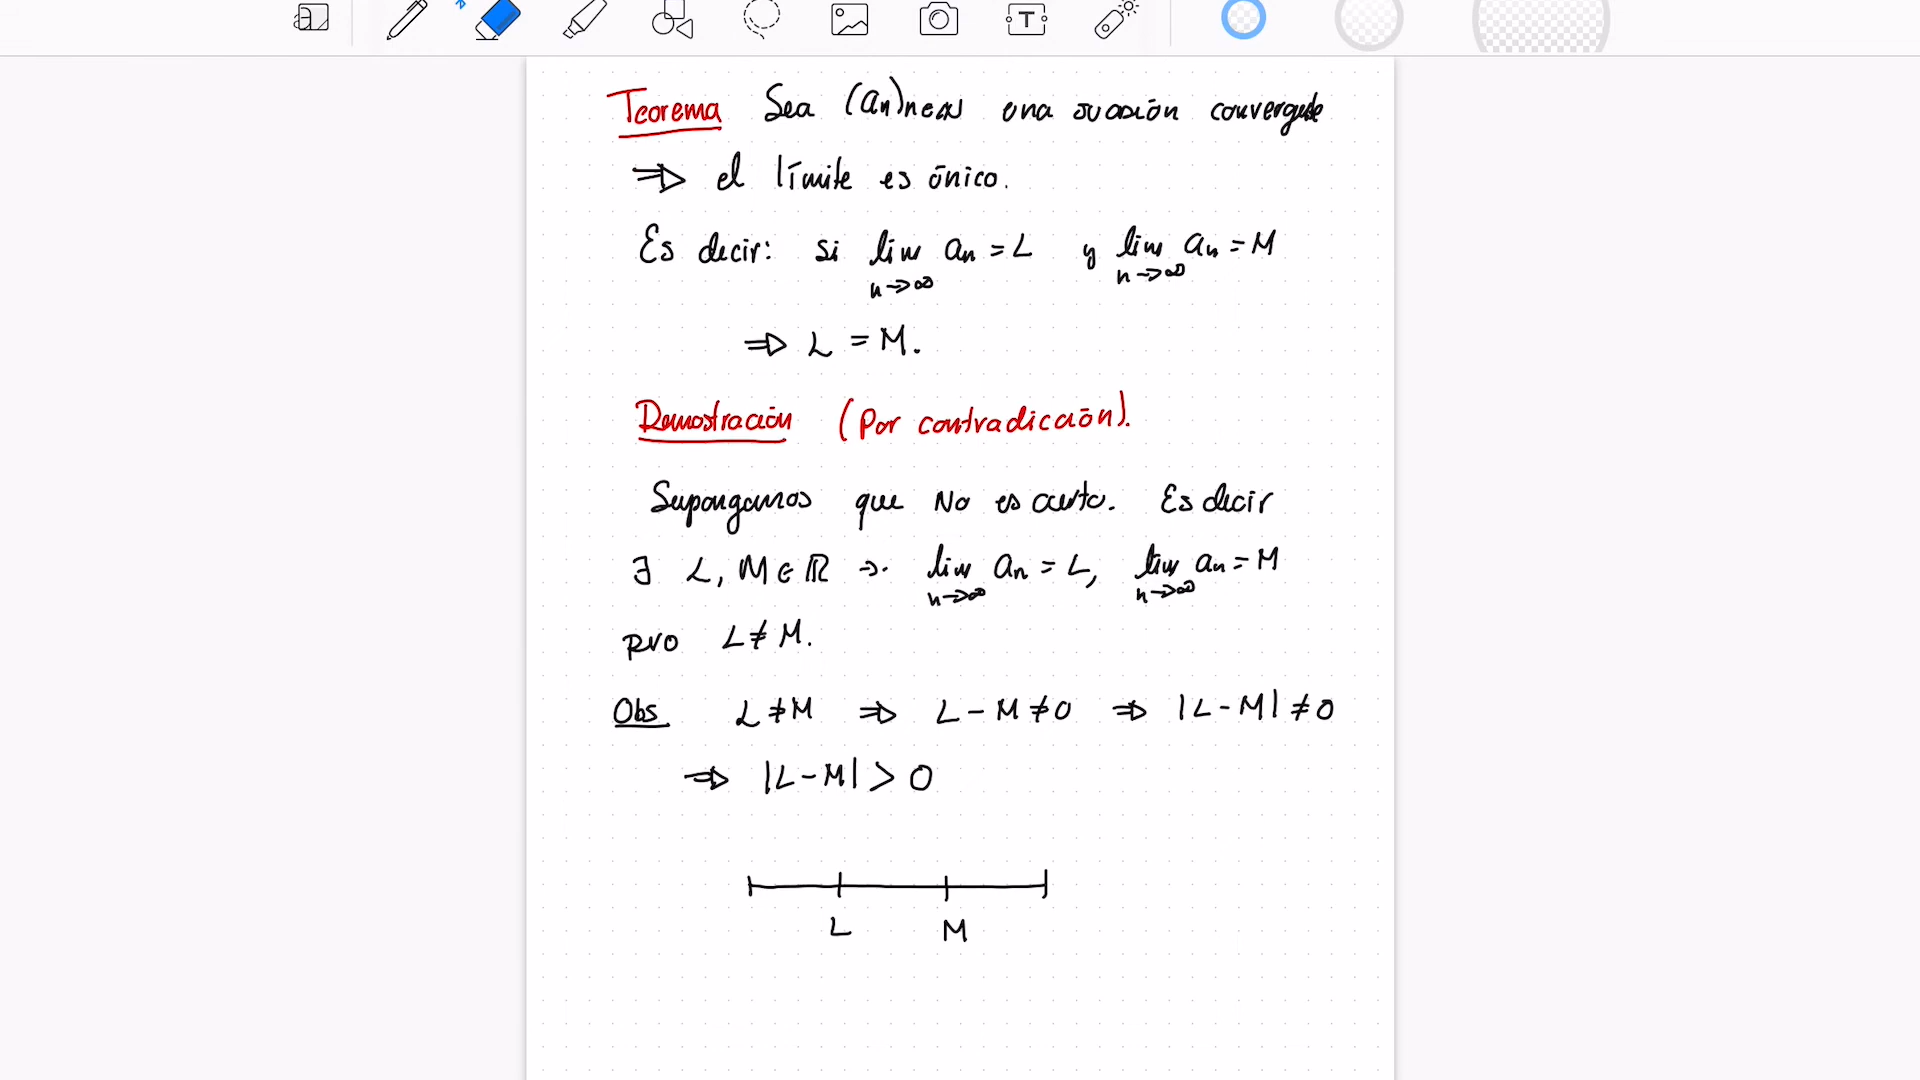 Teorema Sea (an)n∈ℕ una sucesión convergente
⇒ el límite es único.
Es decir: si lim an = L y lim an = M
n→∞ n→∞
⇒ L = M.
Demostración (Por contradicción).
Supongamos que No es cierto. Es decir
∃ L, M ∈ ℝ ∋. lim an = L, lim an = M
n→∞ n→∞
pero L ≠ M.
Obs L ≠ M ⇒ L - M ≠ 0 ⇒ |L - M| ≠ 0
⇒ |L - M| > 0
L M